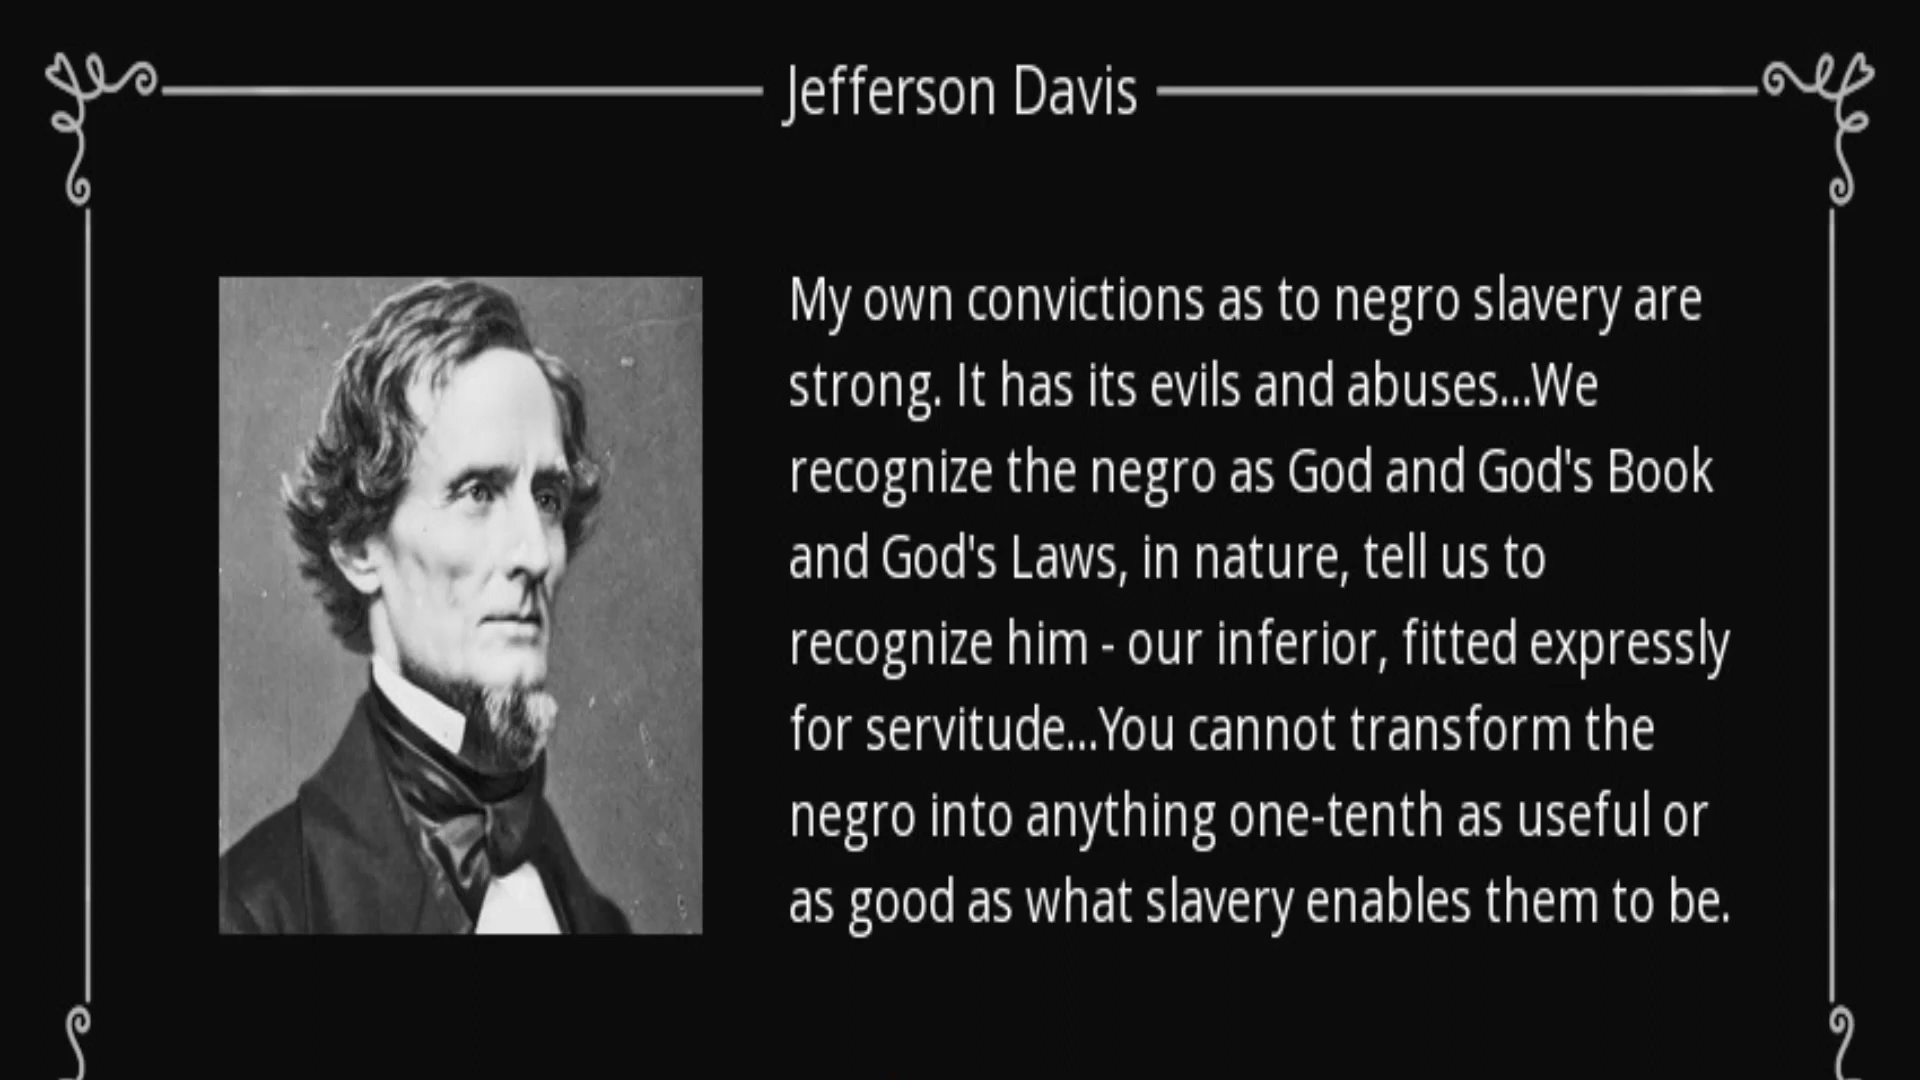 Jefferson Davis
My own convictions as to negro slavery are
strong. It has its evils and abuses...We
recognize the negro as God and God's Book
and God's Laws, in nature, tell us to
recognize him - our inferior, fitted expressly
for servitude...You cannot transform the
negro into anything one-tenth as useful or
as good as what slavery enables them to be.